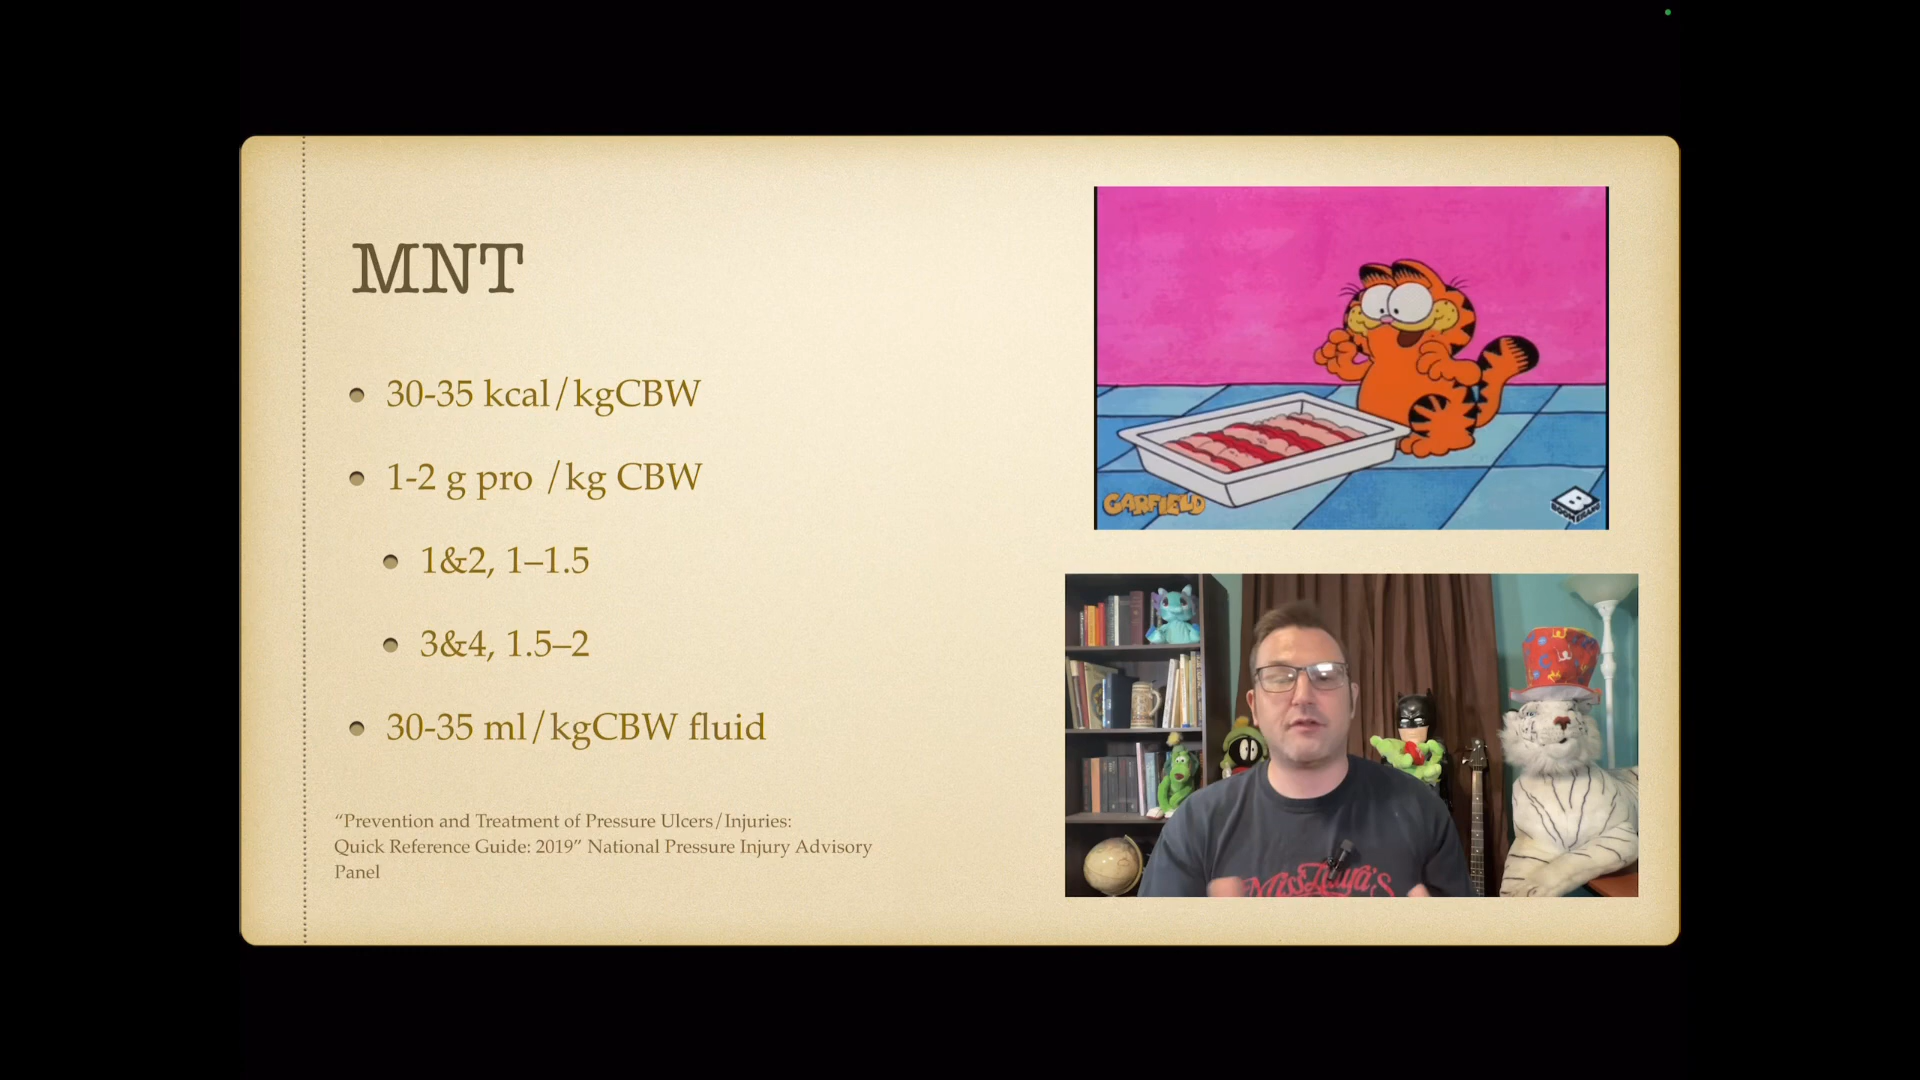 MNT
30-35 kcal/kgCBW
1-2 g pro /kg CBW
1&2, 1–1.5
3&4, 1.5–2
30-35 ml/kgCBW fluid
“Prevention and Treatment of Pressure Ulcers/Injuries:
Quick Reference Guide: 2019” National Pressure Injury Advisory
Panel
GARFIELD
B
BOOMERANG